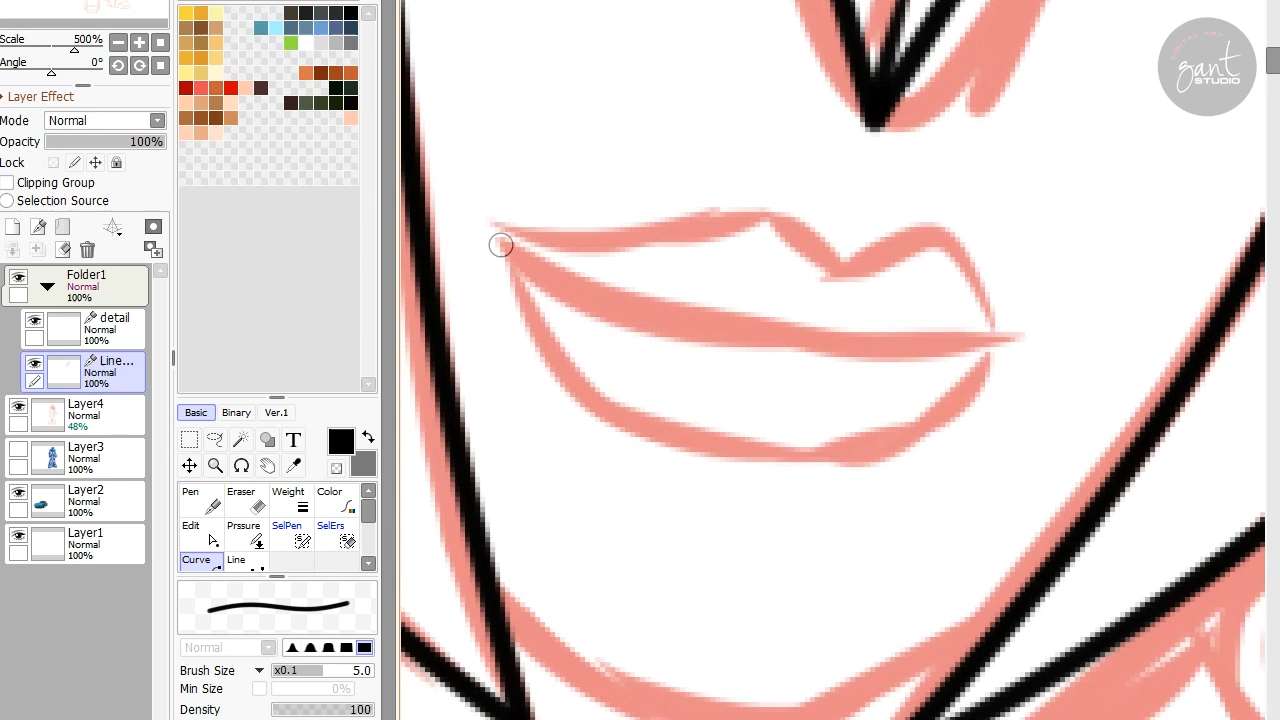 Scale 500%
Angle 0°
Layer Effect
Mode Normal
Opacity 100%
Lock
Clipping Group
Selection Source
Folder1
Normal
100%
detail
Normal
100%
Line...
Normal
100%
Layer4
Normal
48%
Layer3
Normal
100%
Layer2
Normal
100%
Layer1
Normal
100%
Basic Binary Ver.1
T
Pen Eraser Weight Color
Edit Prssure SelPen SelErs
Curve Line
Normal
Brush Size x0.1 5.0
Min Size 0%
Density 100
DIGITAL ART
gant
STUDIO